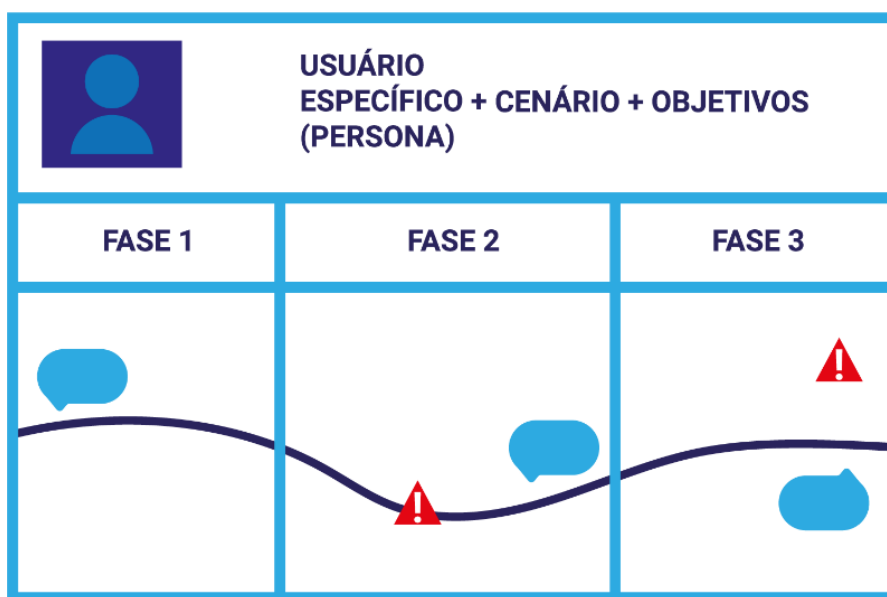 USUÁRIO
ESPECÍFICO + CENÁRIO + OBJETIVOS
(PERSONA)
FASE 1
FASE 2
FASE 3